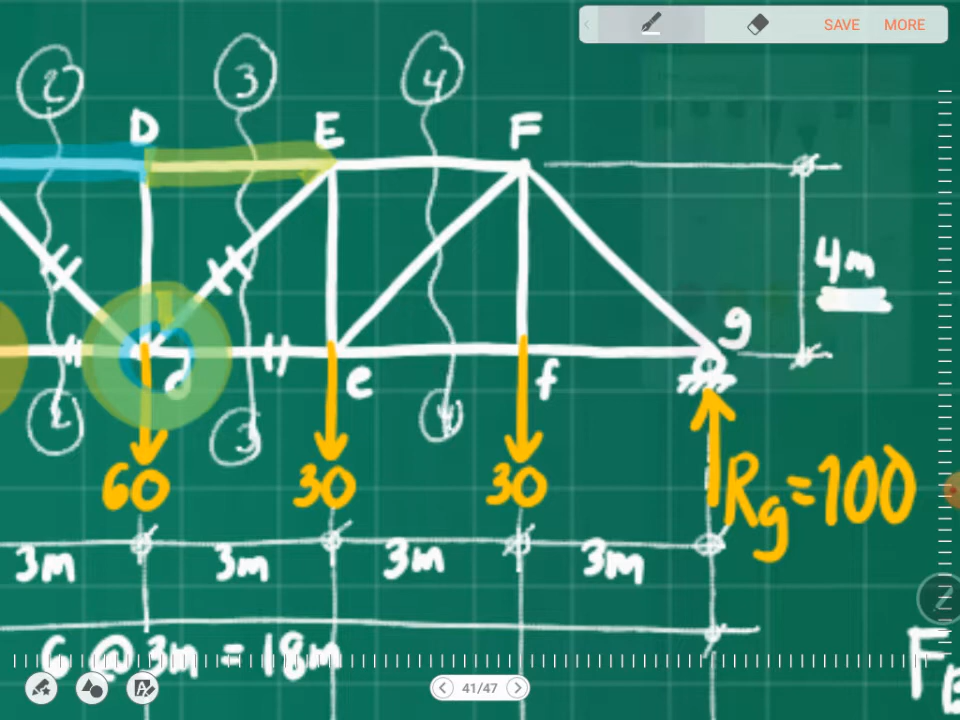 SAVE MORE
2 3 4
D E F
4m
g
d e f
2 3 4
60 30 30 Rg=100
3m 3m 3m 3m
6 @ 3m = 18m
41/47